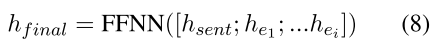 h_{final} = FFNN([h_{sent}; h_{e_1}; ...h_{e_i}]) (8)